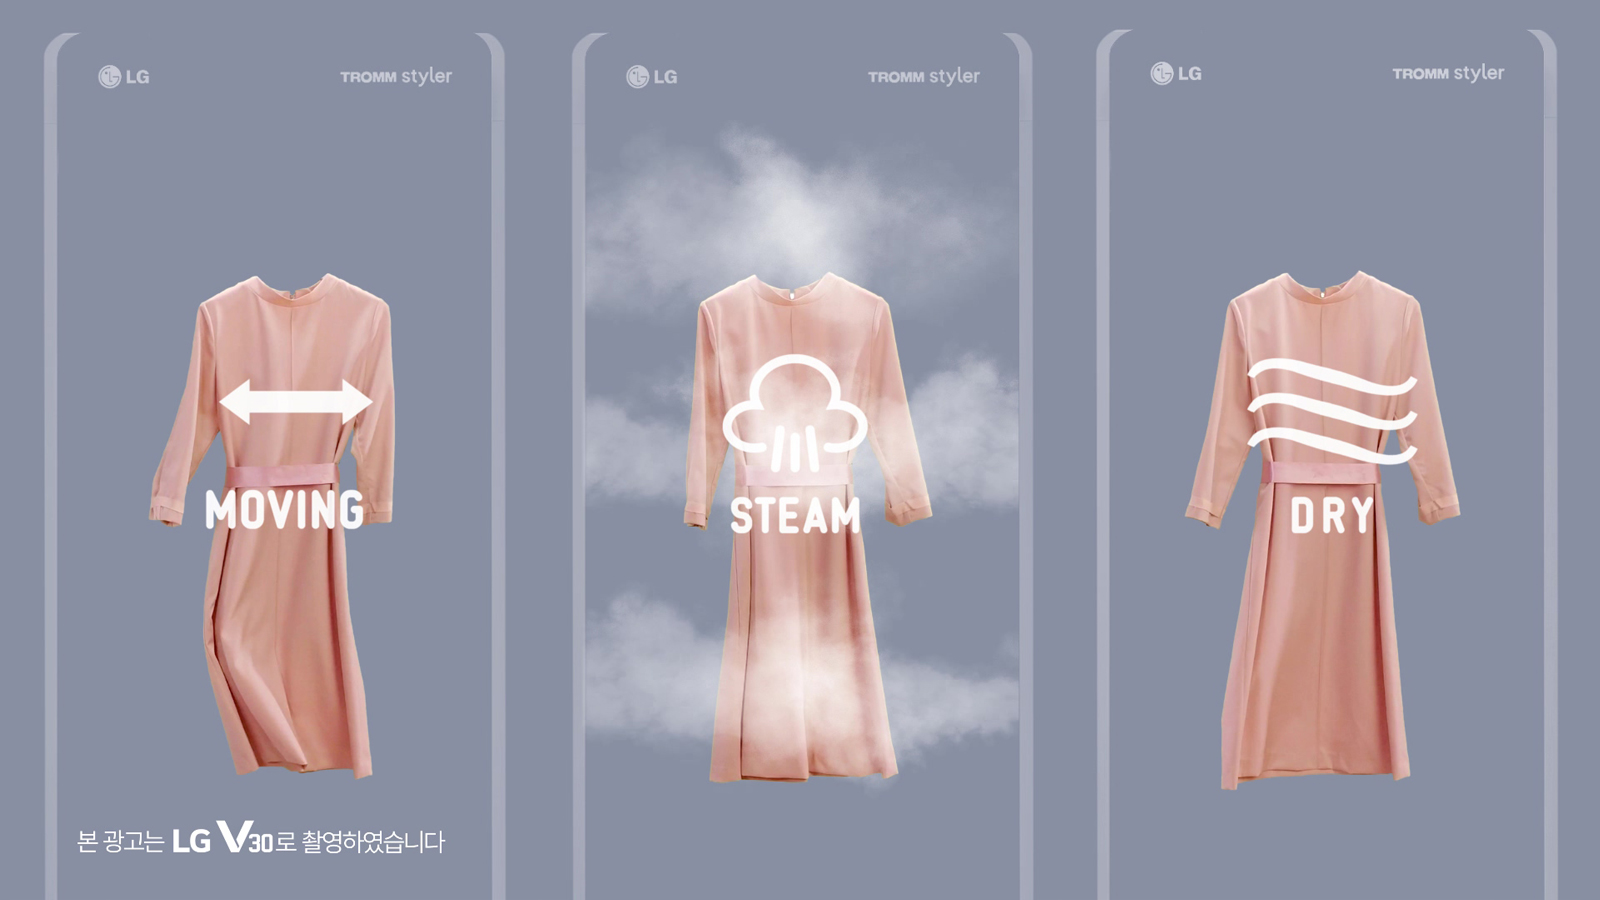 LG TROMM styler
MOVING
본 광고는 LG V30로 촬영하였습니다
LG TROMM styler
STEAM
LG TROMM styler
DRY